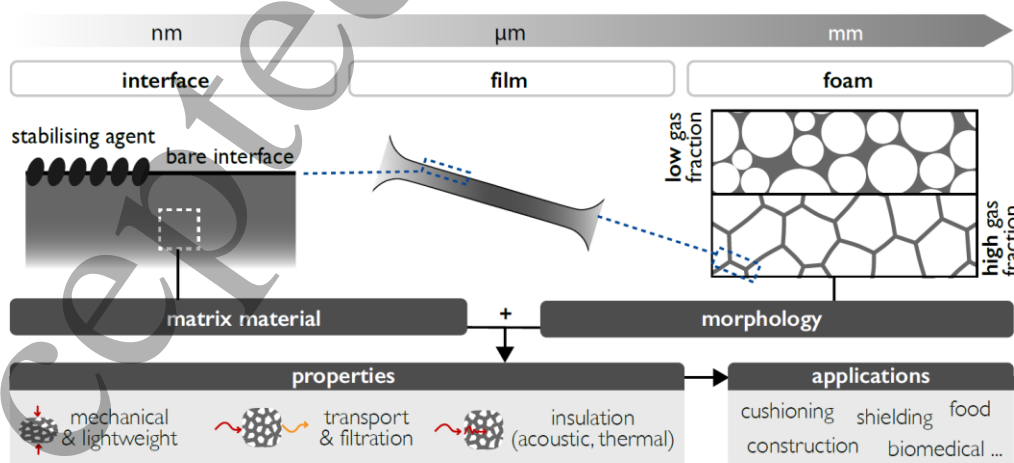 nm
µm
mm
interface
film
foam
stabilising agent
bare interface
low gas
fraction
high gas
fraction
matrix material
+
morphology
properties
applications
mechanical
& lightweight
transport
& filtration
insulation
(acoustic, thermal)
cushioning
shielding
food
construction
biomedical ...